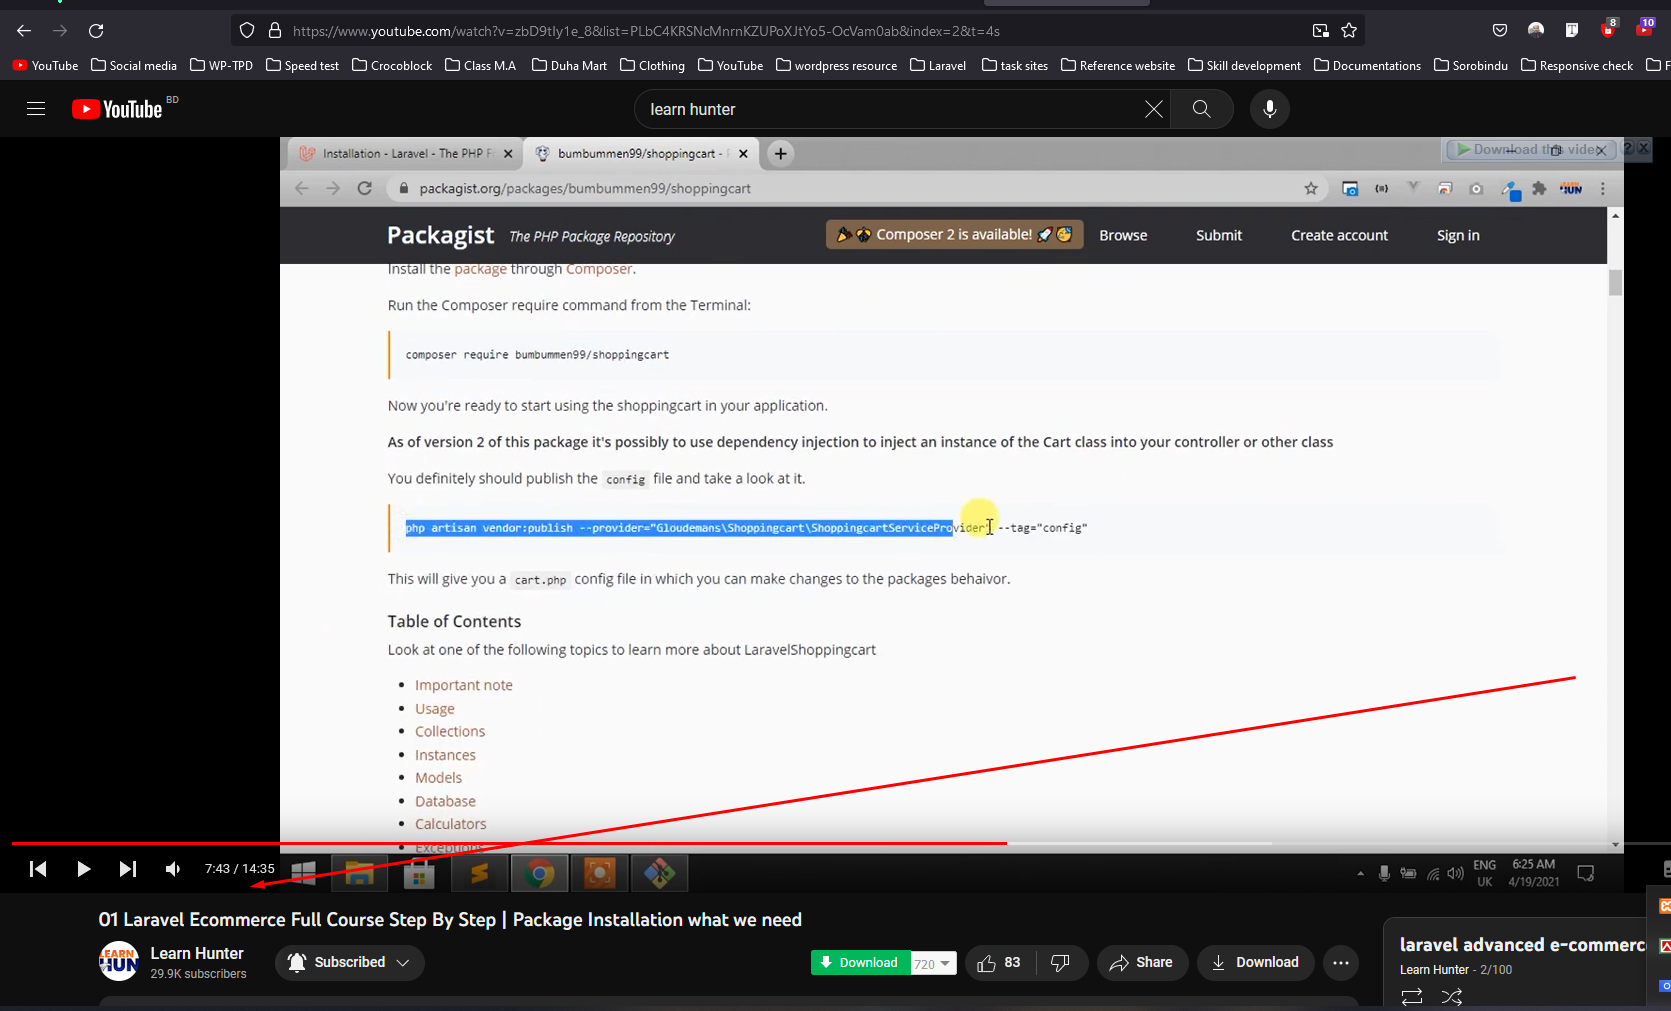 https://www.youtube.com/watch?v=zbD9tIy1e_8&list=PLbC4KRSNcMnrnKZUPoXJtYo5-OcVam0ab&index=2&t=4s
8
10
YouTube Social media WP-TPD Speed test Crocoblock Class M.A Duha Mart Clothing YouTube wordpress resource Laravel task sites Reference website Skill development Documentations Sorobindu Responsive check F
YouTube BD
learn hunter
Installation - Laravel - The PHP F
bumbummen99/shoppingcart -
Download this video
packagist.org/packages/bumbummen99/shoppingcart
Packagist The PHP Package Repository
Composer 2 is available!
Browse Submit Create account Sign in
Install the package through Composer.
Run the Composer require command from the Terminal:
composer require bumbummen99/shoppingcart
Now you're ready to start using the shoppingcart in your application.
As of version 2 of this package it's possibly to use dependency injection to inject an instance of the Cart class into your controller or other class
You definitely should publish the config file and take a look at it.
php artisan vendor:publish --provider="Gloudemans\Shoppingcart\ShoppingcartServiceProvider" --tag="config"
This will give you a cart.php config file in which you can make changes to the packages behaivor.
Table of Contents
Look at one of the following topics to learn more about LaravelShoppingcart
Important note
Usage
Collections
Instances
Models
Database
Calculators
Exceptions
7:43 / 14:35
ENG
UK
6:25 AM
4/19/2021
01 Laravel Ecommerce Full Course Step By Step | Package Installation what we need
LEARN
HUN
Learn Hunter
29.9K subscribers
Subscribed
Download 720
83
Share
Download
laravel advanced e-commerce
Learn Hunter - 2/100